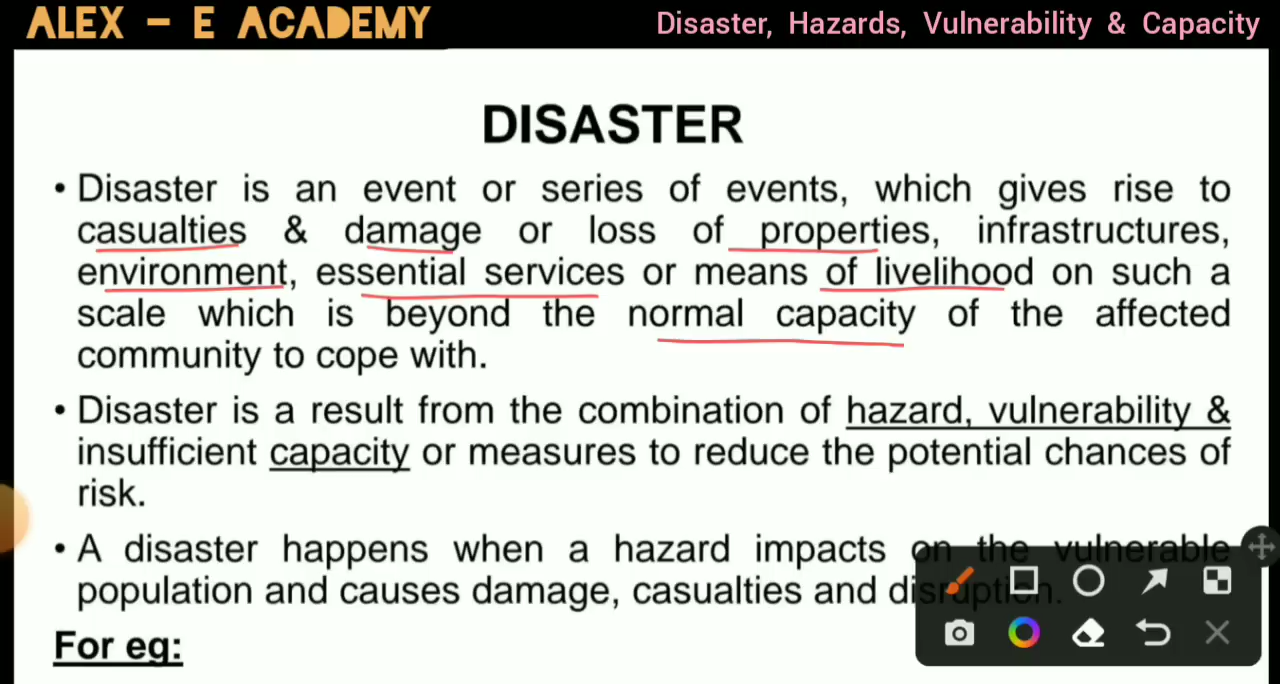 ALEX – E ACADEMY
Disaster, Hazards, Vulnerability & Capacity
DISASTER
• Disaster is an event or series of events, which gives rise to
casualties & damage or loss of properties, infrastructures,
environment, essential services or means of livelihood on such a
scale which is beyond the normal capacity of the affected
community to cope with.
• Disaster is a result from the combination of hazard, vulnerability &
insufficient capacity or measures to reduce the potential chances of
risk.
• A disaster happens when a hazard impacts on the vulnerable
population and causes damage, casualties and disruption.
For eg: